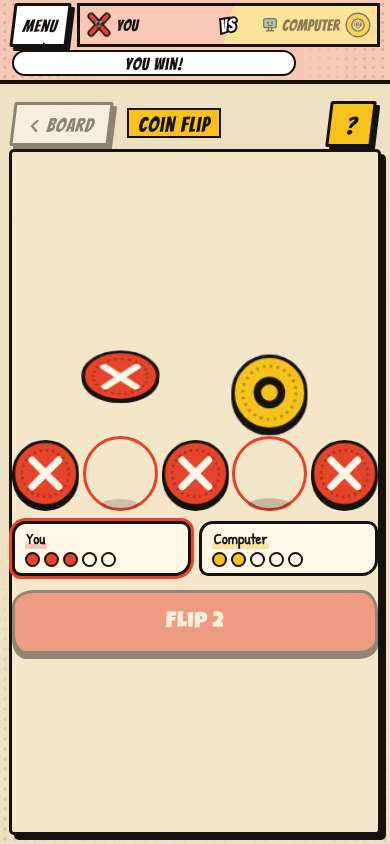 MENU
YOU
VS
COMPUTER
YOU WIN!
< BOARD
COIN FLIP
?
You
Computer
FLIP 2